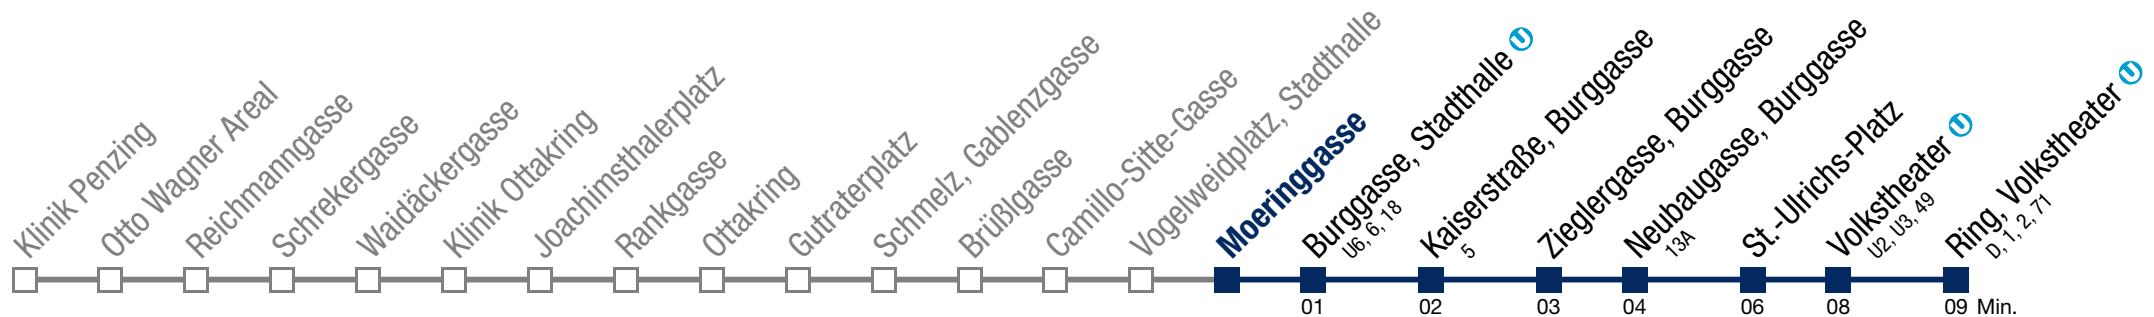 Klinik Penzing
Otto Wagner Areal
Reichmanngasse
Schrekergasse
Waidäckergasse
Klinik Ottakring
Joachimsthalerplatz
Rankgasse
Ottakring
Gutraterplatz
Schmelz, Gablenzgasse
Brüßlgasse
Camillo-Sitte-Gasse
Vogelweidplatz, Stadthalle
Moeringgasse
Burggasse, Stadthalle U
U6, 6, 18
Kaiserstraße, Burggasse
5
Zieglergasse, Burggasse
Neubaugasse, Burggasse
13A
St.-Ulrichs-Platz
Volkstheater U
U2, U3, 49
Ring, Volkstheater U
D, 1, 2, 71
01 02 03 04 06 08 09 Min.